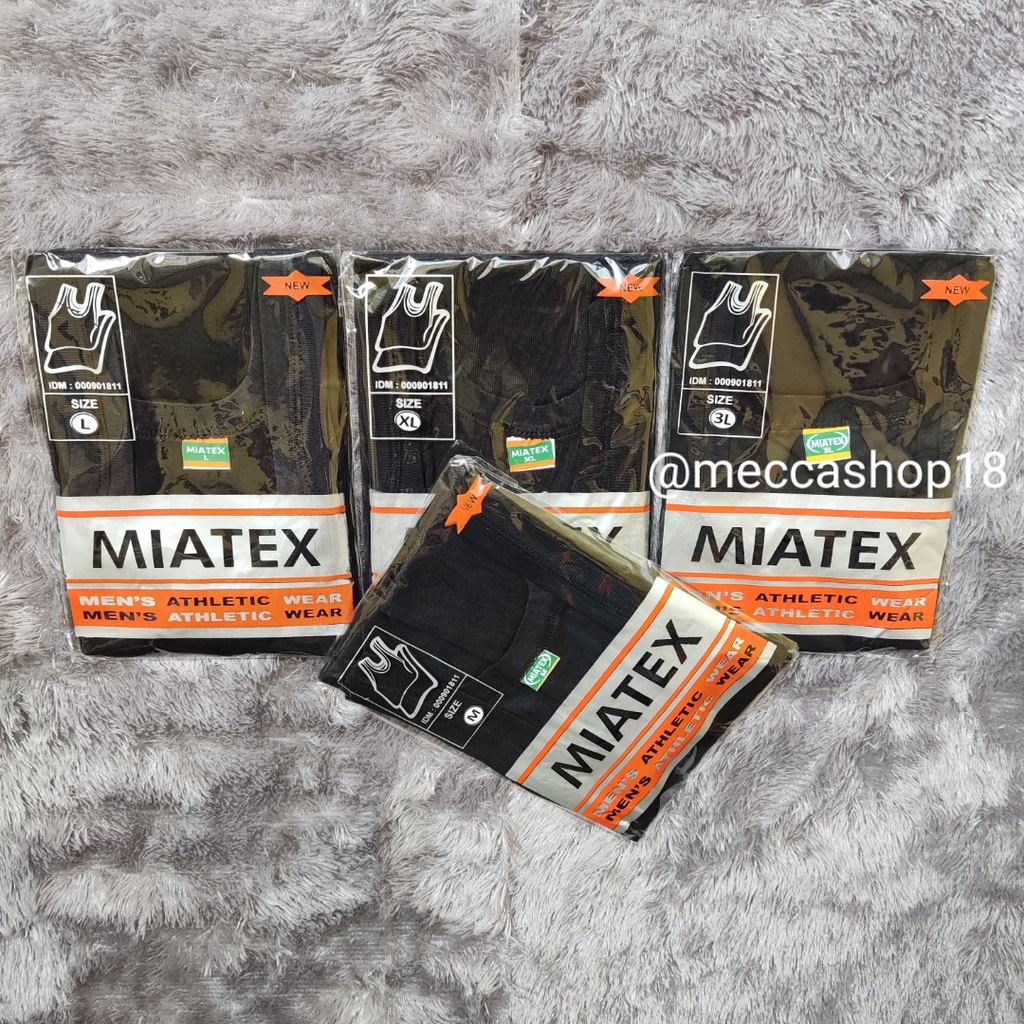 NEW
IDM : 000901811
SIZE
L
MIATEX
L
MIATEX
MEN'S ATHLETIC WEAR
MEN'S ATHLETIC WEAR
NEW
IDM : 000901811
SIZE
XL
MIATEX
XL
NEW
IDM : 000901811
SIZE
3L
MIATEX
3L
@meccashop18
MIATEX
MEN'S ATHLETIC WEAR
MEN'S ATHLETIC WEAR
NEW
IDM : 000901811
SIZE
M
MIATEX
M
MIATEX
MEN'S ATHLETIC WEAR
MEN'S ATHLETIC WEAR